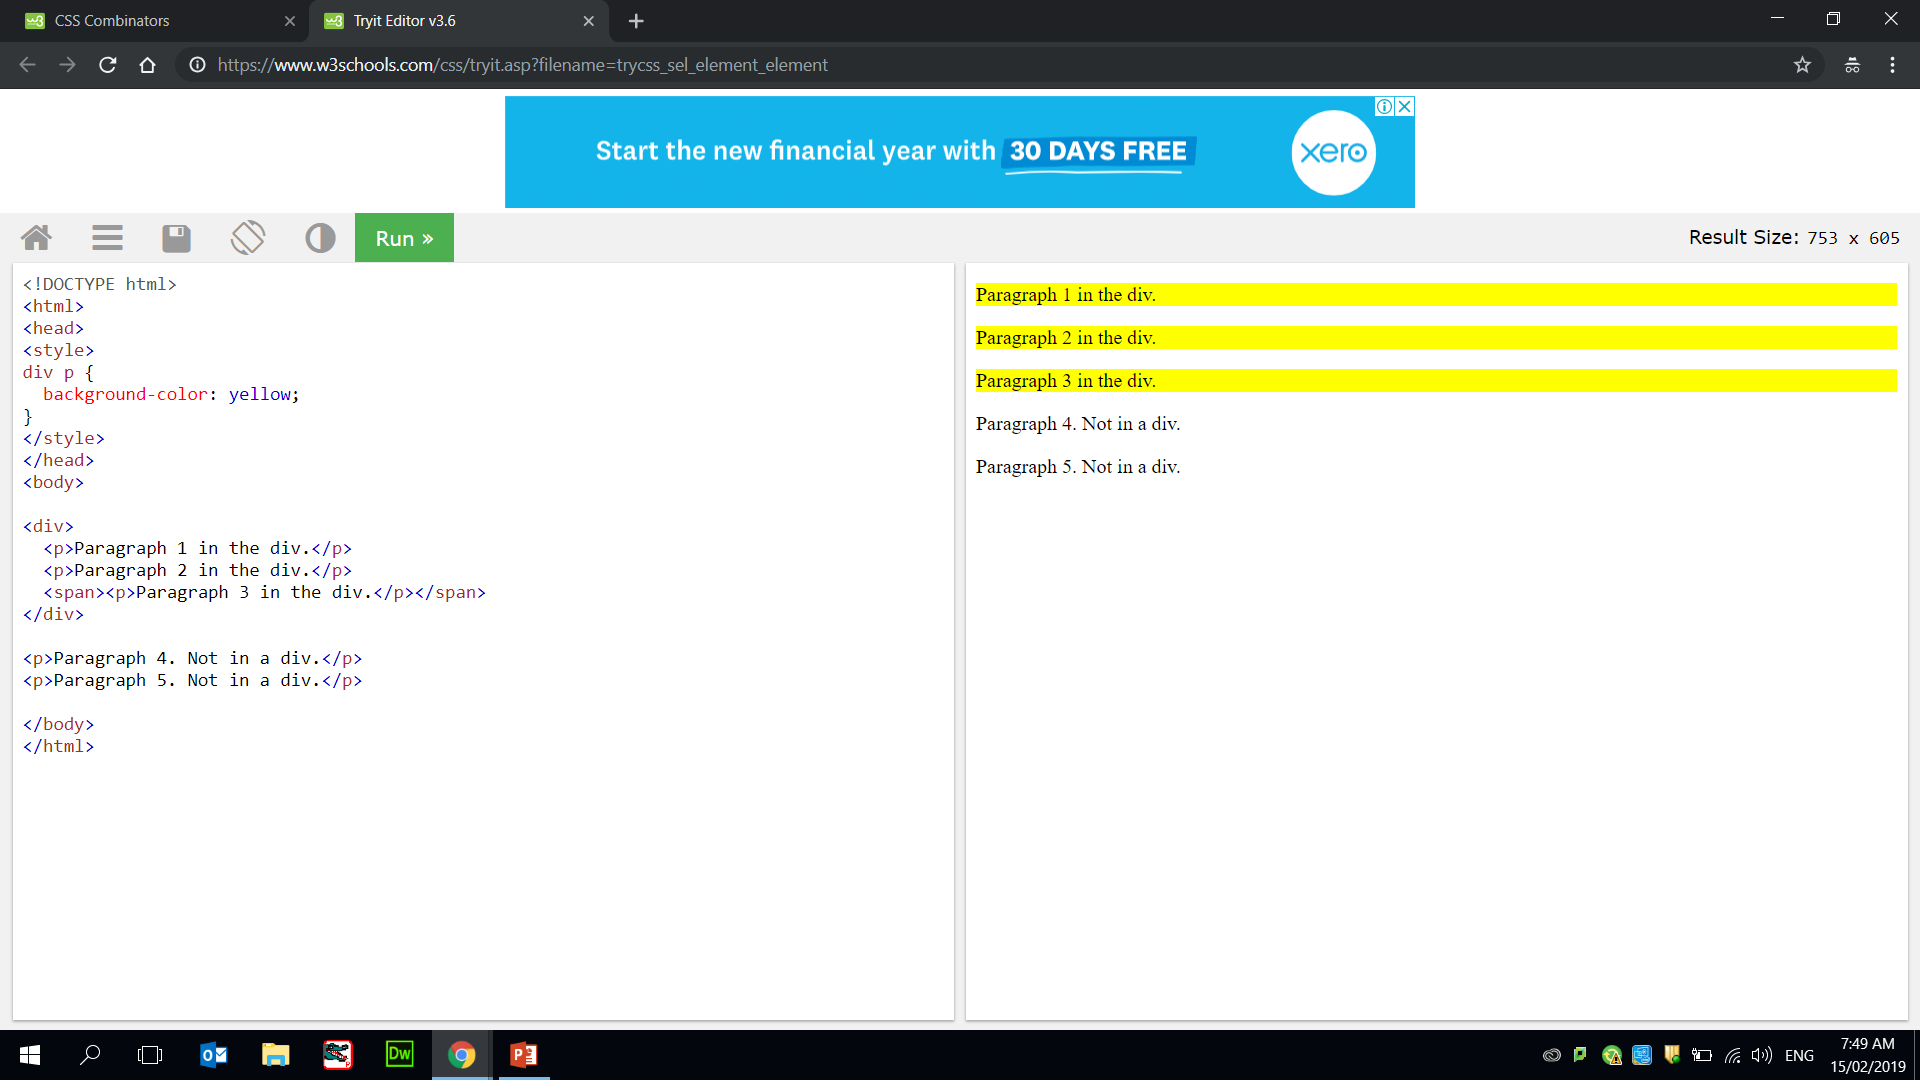 CSS Combinators
Tryit Editor v3.6
https://www.w3schools.com/css/tryit.asp?filename=trycss_sel_element_element
Start the new financial year with 30 DAYS FREE
xero
Run »
Result Size: 753 x 605
<!DOCTYPE html>
<html>
<head>
<style>
div p {
  background-color: yellow;
}
</style>
</head>
<body>

<div>
  <p>Paragraph 1 in the div.</p>
  <p>Paragraph 2 in the div.</p>
  <span><p>Paragraph 3 in the div.</p></span>
</div>

<p>Paragraph 4. Not in a div.</p>
<p>Paragraph 5. Not in a div.</p>

</body>
</html>
Paragraph 1 in the div.
Paragraph 2 in the div.
Paragraph 3 in the div.
Paragraph 4. Not in a div.
Paragraph 5. Not in a div.
Dw
ENG
7:49 AM
15/02/2019